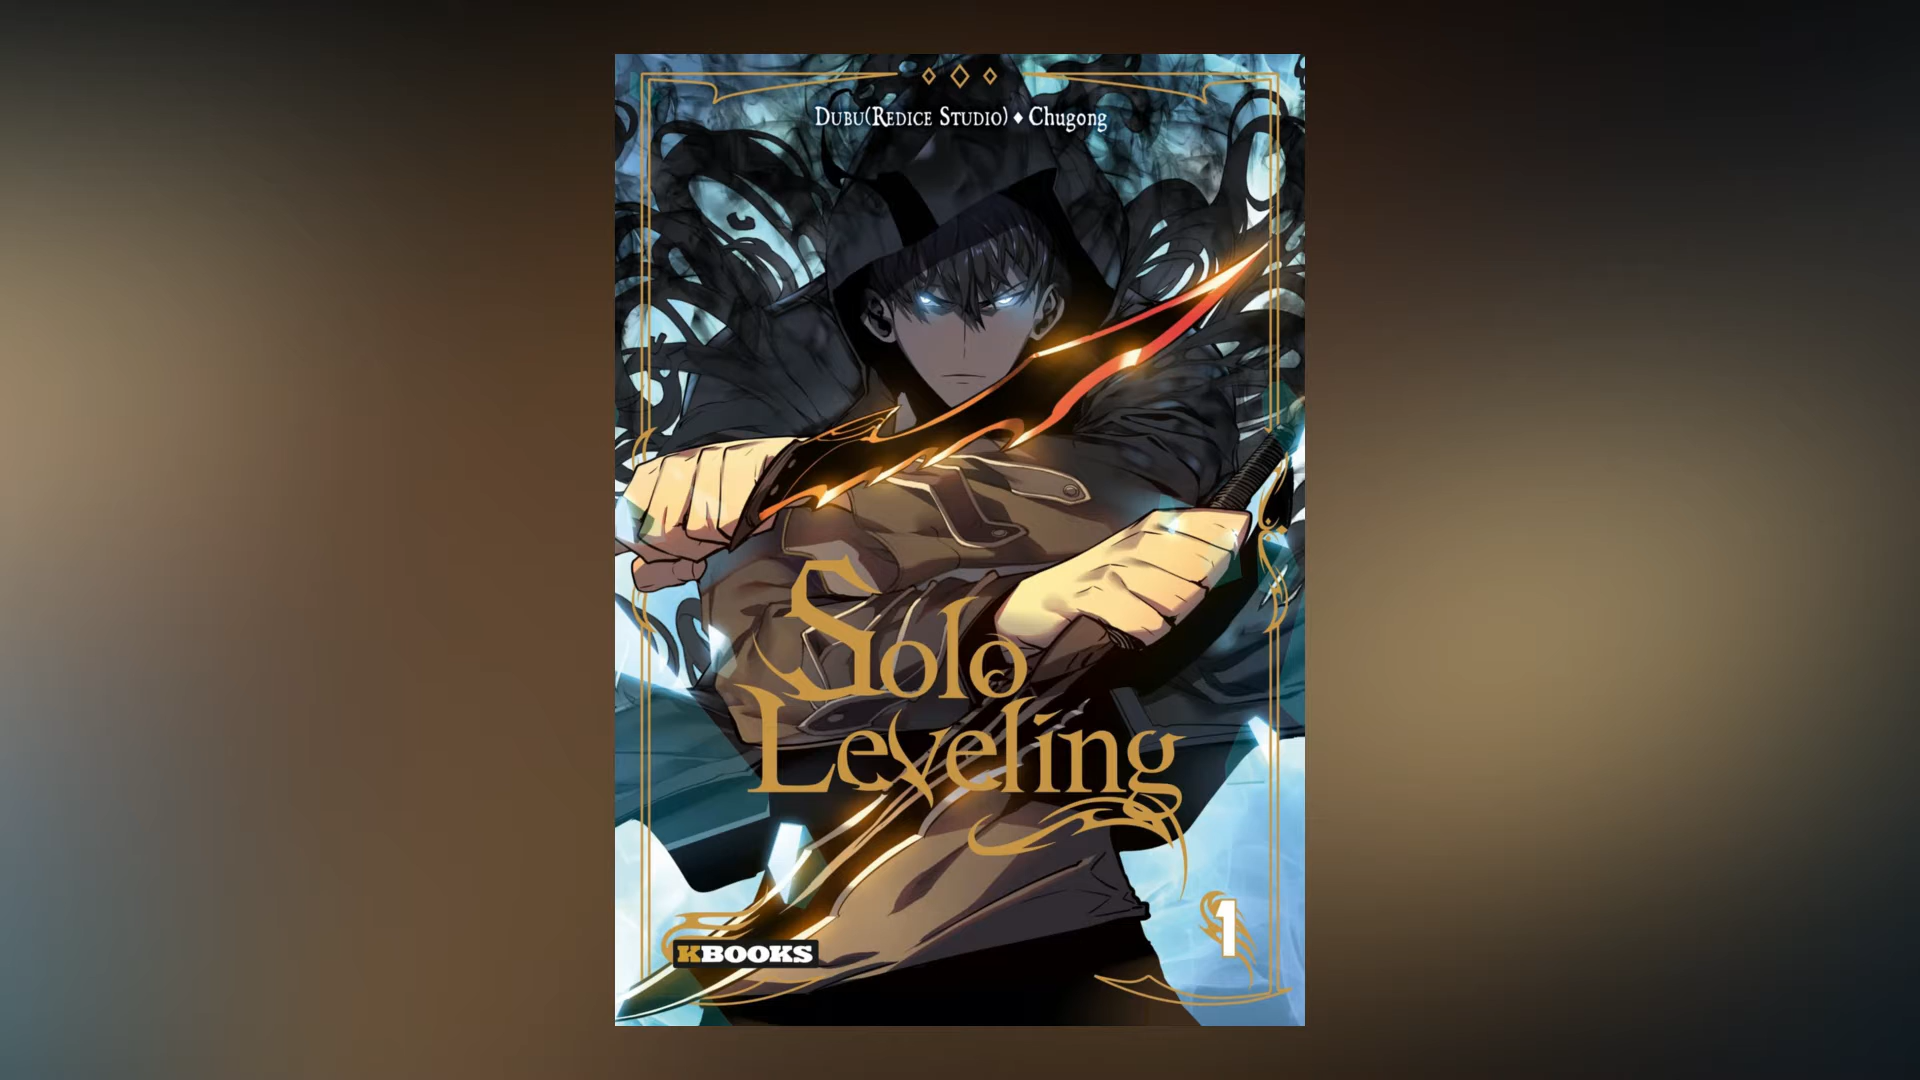 Dubu(Redice Studio) ♦ Chugong
Solo
Leveling
1
KBOOKS